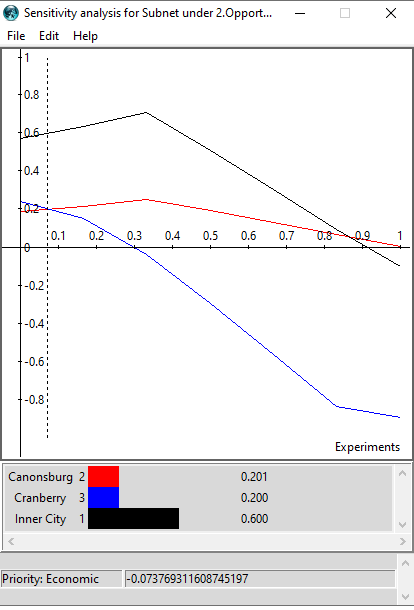 Sensitivity analysis for Subnet under 2.Opport...
File Edit Help
1
0.8
0.6
0.4
0.2
0
0.1 0.2 0.3 0.4 0.5 0.6 0.7 0.8 0.9 1
-0.2
-0.4
-0.6
-0.8
Experiments
Canonsburg 2 0.201
Cranberry 3 0.200
Inner City 1 0.600
Priority: Economic -0.073769311608745197